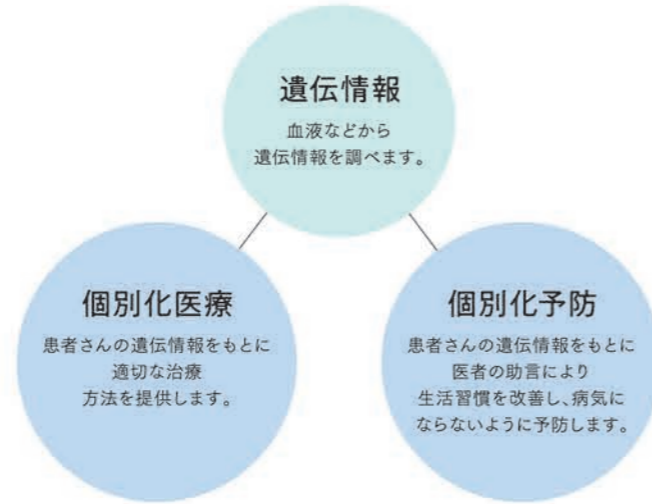 遺伝情報
血液などから
遺伝情報を調べます。
個別化医療
患者さんの遺伝情報をもとに
適切な治療
方法を提供します。
個別化予防
患者さんの遺伝情報をもとに
医者の助言により
生活習慣を改善し、病気に
ならないように予防します。